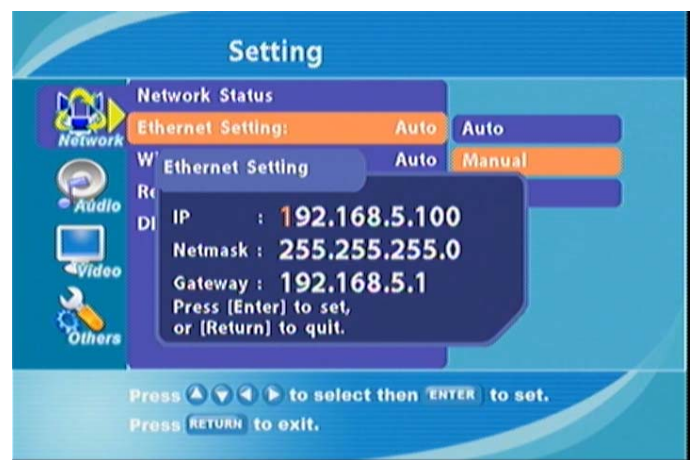 Setting
Network Status
Ethernet Setting: Auto
Auto
Manual
Auto
Ethernet Setting
IP : 192.168.5.100
Netmask : 255.255.255.0
Gateway : 192.168.5.1
Press [Enter] to set,
or [Return] to quit.
Network
Audio
Video
Others
Press to select then ENTER to set.
Press RETURN to exit.